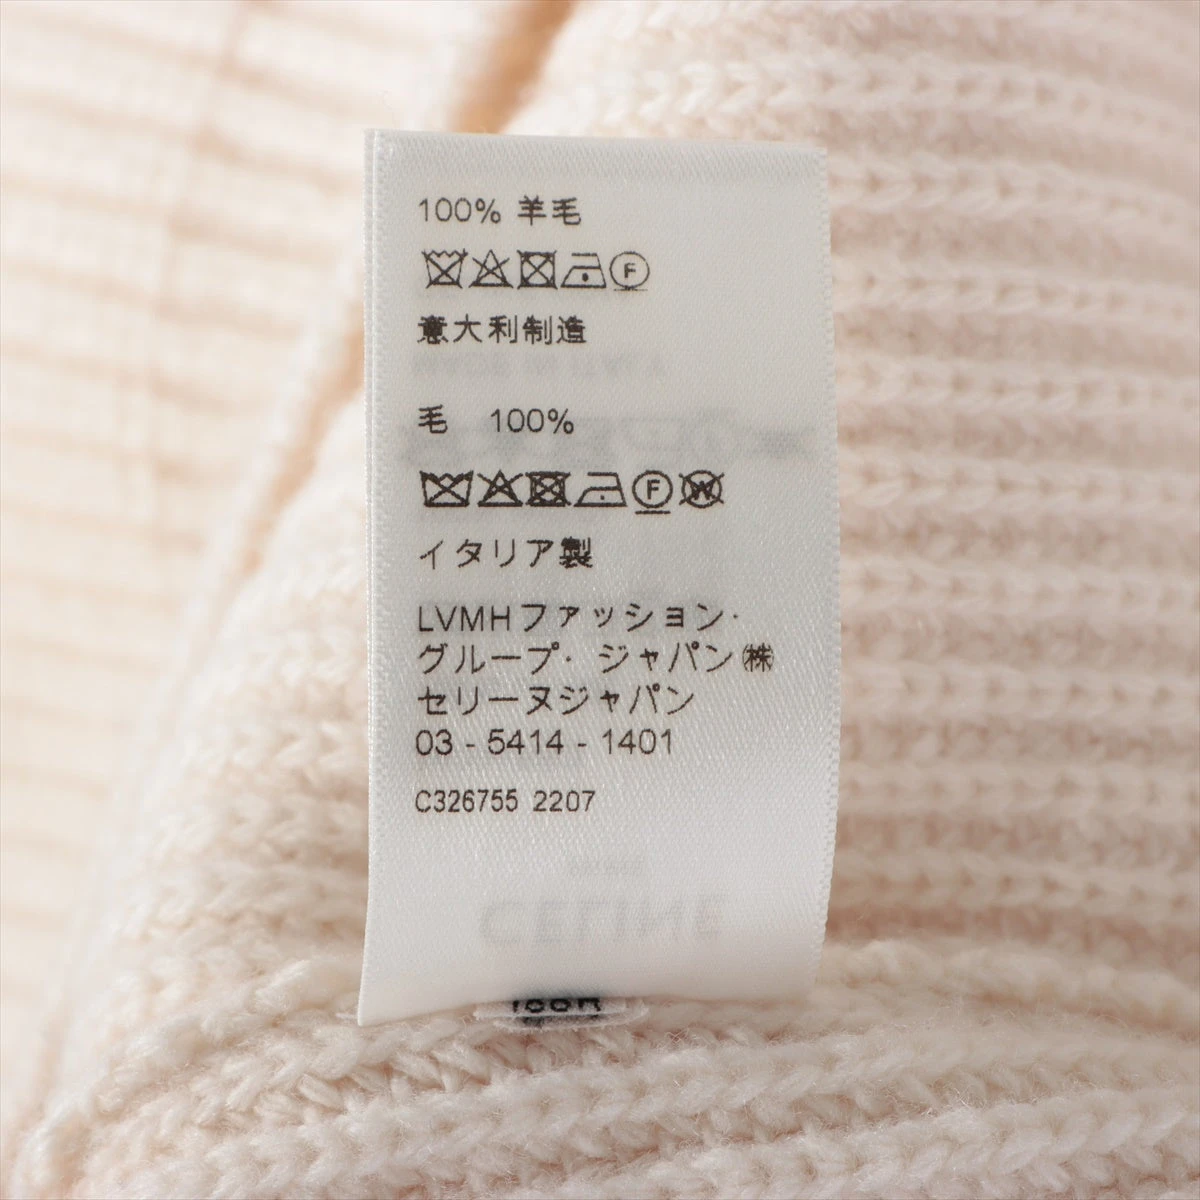 100% 羊毛
F
意大利制造
毛 100%
F W
イタリア製
LVMHファッション·
グループ· ジャパン㈱
セリーヌジャパン
03 - 5414 - 1401
C326755 2207
CELINE